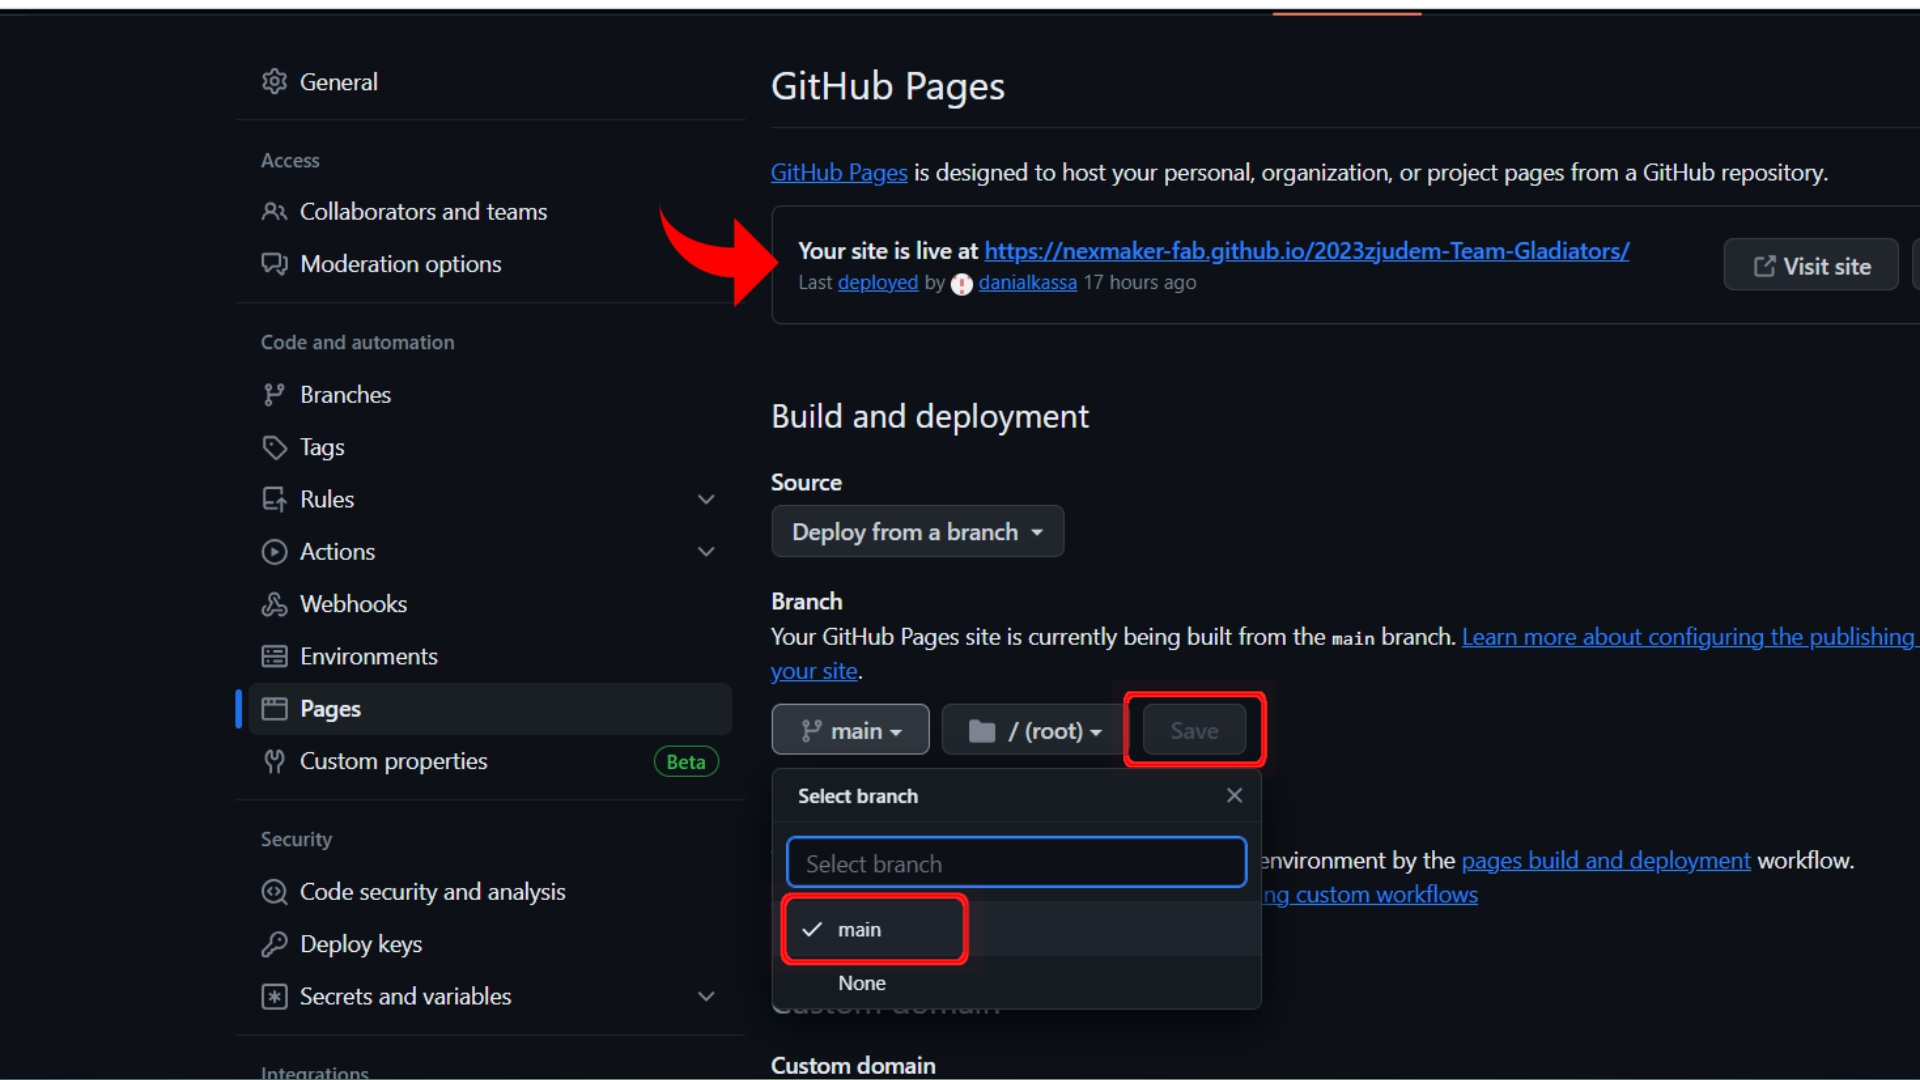 General
Access
Collaborators and teams
Moderation options
Code and automation
Branches
Tags
Rules
Actions
Webhooks
Environments
Pages
Custom properties Beta
Security
Code security and analysis
Deploy keys
Secrets and variables
Integrations
GitHub Pages
GitHub Pages is designed to host your personal, organization, or project pages from a GitHub repository.
Your site is live at https://nexmaker-fab.github.io/2023zjudem-Team-Gladiators/
Last deployed by danialkassa 17 hours ago
Visit site
Build and deployment
Source
Deploy from a branch
Branch
Your GitHub Pages site is currently being built from the main branch. Learn more about configuring the publishing
your site.
main / (root) Save
Select branch
Select branch
environment by the pages build and deployment workflow.
ng custom workflows
main
None
Custom domain
Custom domain